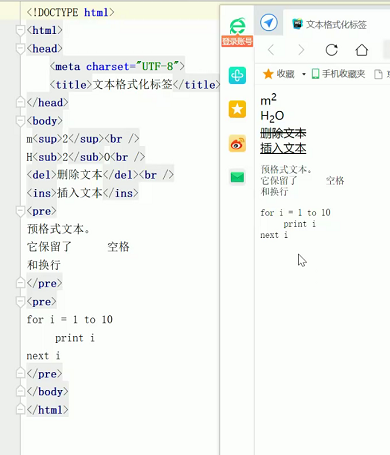 <!DOCTYPE html>
<html>
<head>
<meta charset="UTF-8">
<title>文本格式化标签</title>
</head>
<body>
m<sup>2</sup><br />
H<sub>2</sub>O<br />
<del>删除文本</del><br />
<ins>插入文本</ins>
<pre>
预格式文本。
它保留了      空格
和换行
</pre>
<pre>
for i = 1 to 10
     print i
next i
</pre>
</body>
</html>
登录账号
文本格式化标签
收藏
手机收藏夹
m²
H₂O
删除文本
插入文本
预格式文本。
它保留了      空格
和换行
for i = 1 to 10
     print i
next i